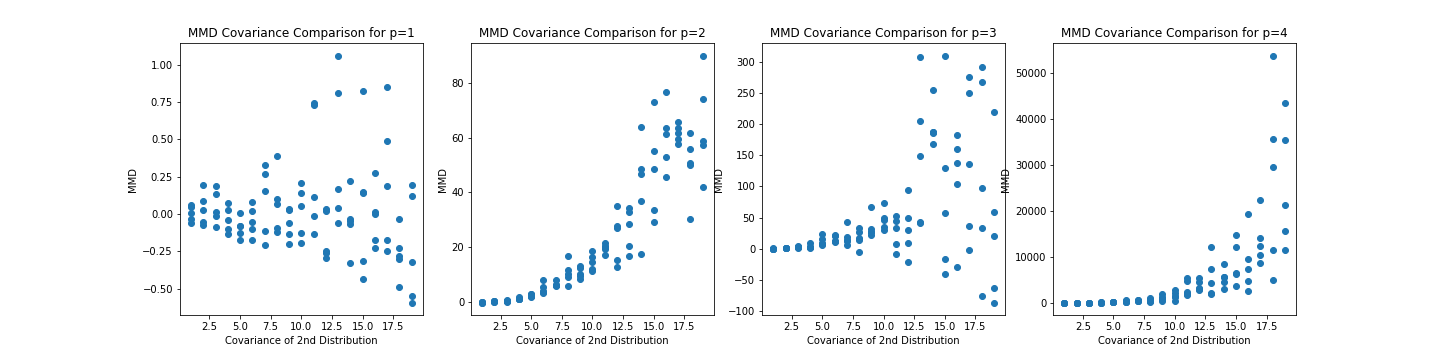 MMD Covariance Comparison for p=1
MMD
1.00
0.75
0.50
0.25
0.00
−0.25
−0.50
2.5 5.0 7.5 10.0 12.5 15.0 17.5
Covariance of 2nd Distribution
MMD Covariance Comparison for p=2
MMD
80
60
40
20
0
2.5 5.0 7.5 10.0 12.5 15.0 17.5
Covariance of 2nd Distribution
MMD Covariance Comparison for p=3
MMD
300
250
200
150
100
50
0
−50
−100
2.5 5.0 7.5 10.0 12.5 15.0 17.5
Covariance of 2nd Distribution
MMD Covariance Comparison for p=4
MMD
50000
40000
30000
20000
10000
0
2.5 5.0 7.5 10.0 12.5 15.0 17.5
Covariance of 2nd Distribution